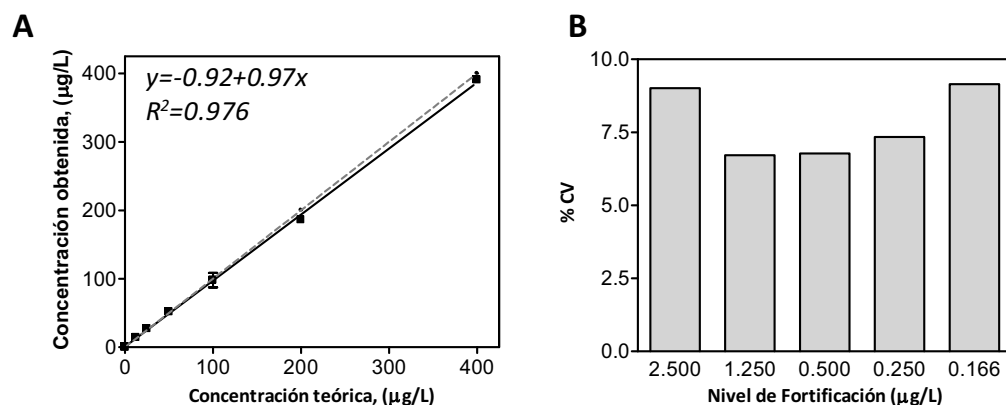 A
y=-0.92+0.97x
R²=0.976
Concentración obtenida, (µg/L)
400
300
200
100
0
0 100 200 300 400
Concentración teórica, (µg/L)
B
% CV
10.0
7.5
5.0
2.5
0.0
2.500 1.250 0.500 0.250 0.166
Nivel de Fortificación (µg/L)